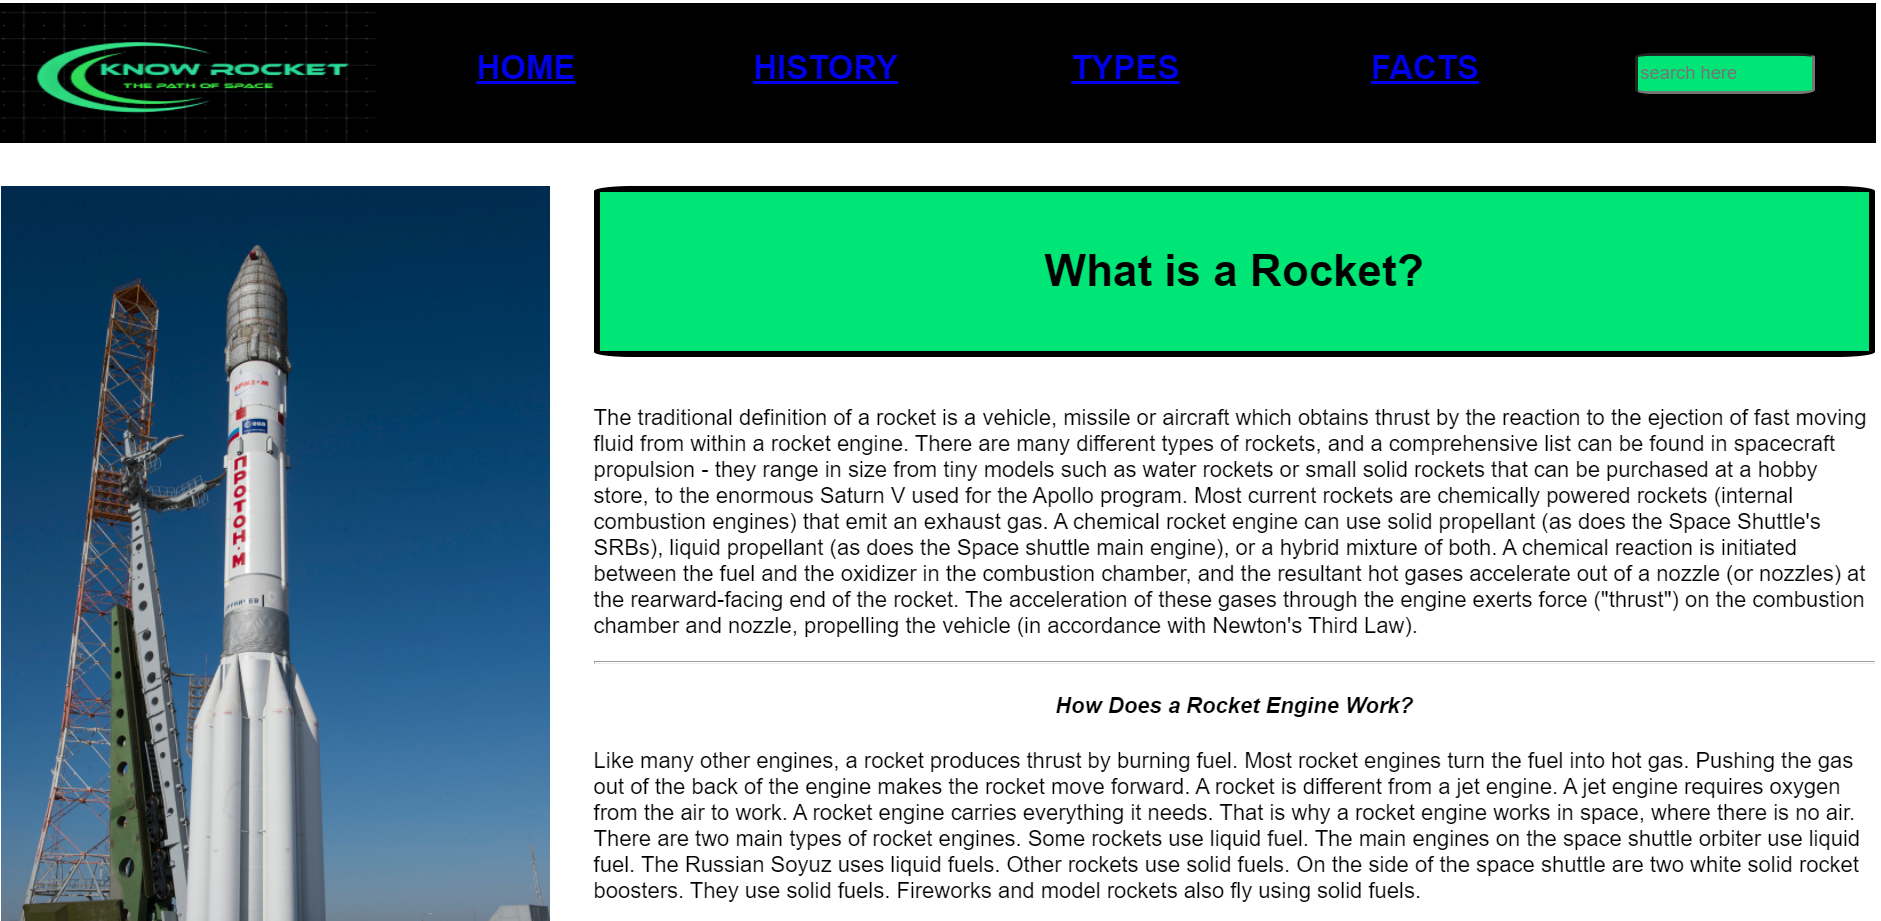 KNOW ROCKET
THE PATH OF SPACE
HOME
HISTORY
TYPES
FACTS
search here
What is a Rocket?
esa
ПРОТОН-М
The traditional definition of a rocket is a vehicle, missile or aircraft which obtains thrust by the reaction to the ejection of fast moving
fluid from within a rocket engine. There are many different types of rockets, and a comprehensive list can be found in spacecraft
propulsion - they range in size from tiny models such as water rockets or small solid rockets that can be purchased at a hobby
store, to the enormous Saturn V used for the Apollo program. Most current rockets are chemically powered rockets (internal
combustion engines) that emit an exhaust gas. A chemical rocket engine can use solid propellant (as does the Space Shuttle's
SRBs), liquid propellant (as does the Space shuttle main engine), or a hybrid mixture of both. A chemical reaction is initiated
between the fuel and the oxidizer in the combustion chamber, and the resultant hot gases accelerate out of a nozzle (or nozzles) at
the rearward-facing end of the rocket. The acceleration of these gases through the engine exerts force ("thrust") on the combustion
chamber and nozzle, propelling the vehicle (in accordance with Newton's Third Law).
How Does a Rocket Engine Work?
Like many other engines, a rocket produces thrust by burning fuel. Most rocket engines turn the fuel into hot gas. Pushing the gas
out of the back of the engine makes the rocket move forward. A rocket is different from a jet engine. A jet engine requires oxygen
from the air to work. A rocket engine carries everything it needs. That is why a rocket engine works in space, where there is no air.
There are two main types of rocket engines. Some rockets use liquid fuel. The main engines on the space shuttle orbiter use liquid
fuel. The Russian Soyuz uses liquid fuels. Other rockets use solid fuels. On the side of the space shuttle are two white solid rocket
boosters. They use solid fuels. Fireworks and model rockets also fly using solid fuels.